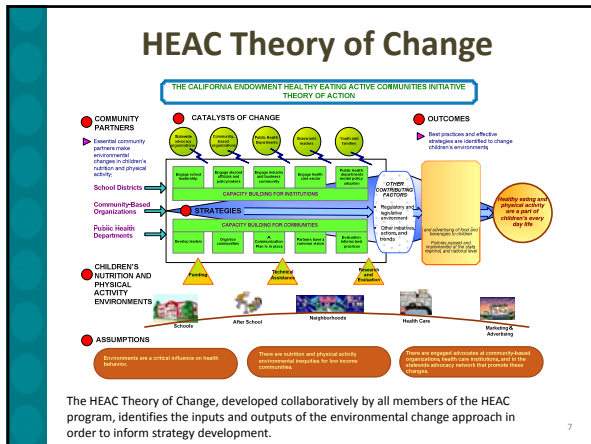 HEAC Theory of Change
THE CALIFORNIA ENDOWMENT HEALTHY EATING ACTIVE COMMUNITIES INITIATIVE
THEORY OF ACTION
COMMUNITY
PARTNERS
Essential community
partners make
environmental
changes in children's
nutrition and physical
activity;
School Districts
Community-Based
Organizations
Public Health
Departments
CATALYSTS OF CHANGE
Statewide
advocacy
organizations
Community-
based
organizations
Public Health
Departments
Grassroots
leaders
Youth and
families
Engage school
leadership
Engage elected
officials and
policymakers
Engage industry
and business
community
Engage health
care sector
Public health
departments
model policy
adoption
CAPACITY BUILDING FOR INSTITUTIONS
STRATEGIES
CAPACITY BUILDING FOR COMMUNITIES
Develop leaders
Organize
communities
A
Communication
Plan is in place
Partners have a
common vision
Evaluation
informs best
practices
Funding
Technical
Assistance
Research
and
Evaluation
OTHER
CONTRIBUTING
FACTORS
Regulatory and
legislative
environment
Other initiatives,
actions, and
trends
OUTCOMES
Best practices and effective
strategies are identified to change
children's environments
and advertising of food and
beverages to children
Policies passed and
implemented at the state
regional and national level
Healthy eating and
physical activity
are a part of
children's every
day life
CHILDREN'S
NUTRITION AND
PHYSICAL
ACTIVITY
ENVIRONMENTS
Schools
After School
Neighborhoods
Health Care
Marketing &
Advertising
ASSUMPTIONS
Environments are a critical influence on health
behavior.
There are nutrition and physical activity
environmental inequities for low income
communities.
There are engaged advocates at community-based
organizations, health care institutions, and in
the statewide advocacy network that promote these
changes.
The HEAC Theory of Change, developed collaboratively by all members of the HEAC
program, identifies the inputs and outputs of the environmental change approach in
order to inform strategy development.
7